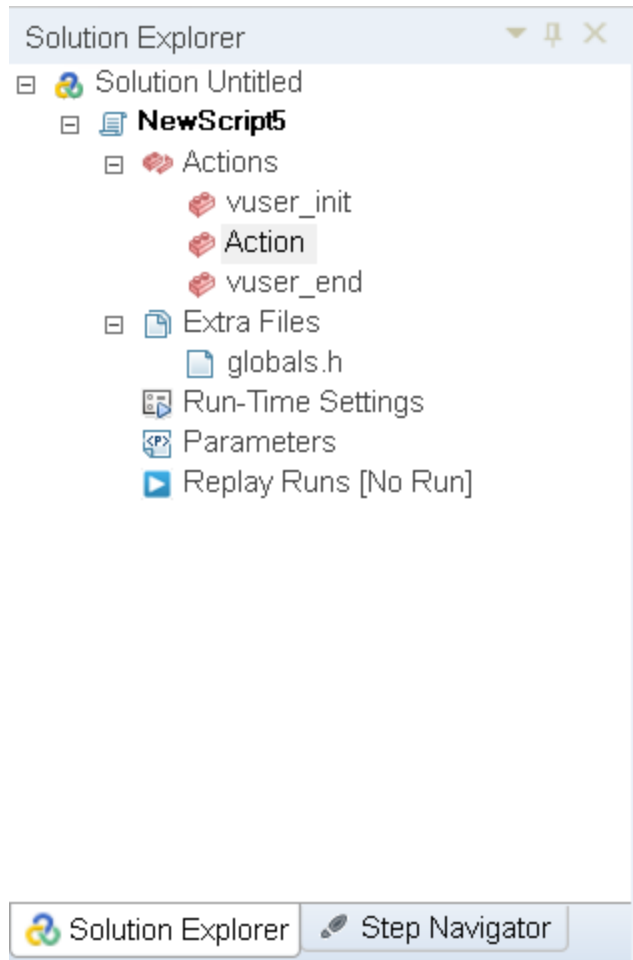 Solution Explorer
Solution Untitled
NewScript5
Actions
vuser_init
Action
vuser_end
Extra Files
globals.h
Run-Time Settings
<P> Parameters
Replay Runs [No Run]
Solution Explorer Step Navigator